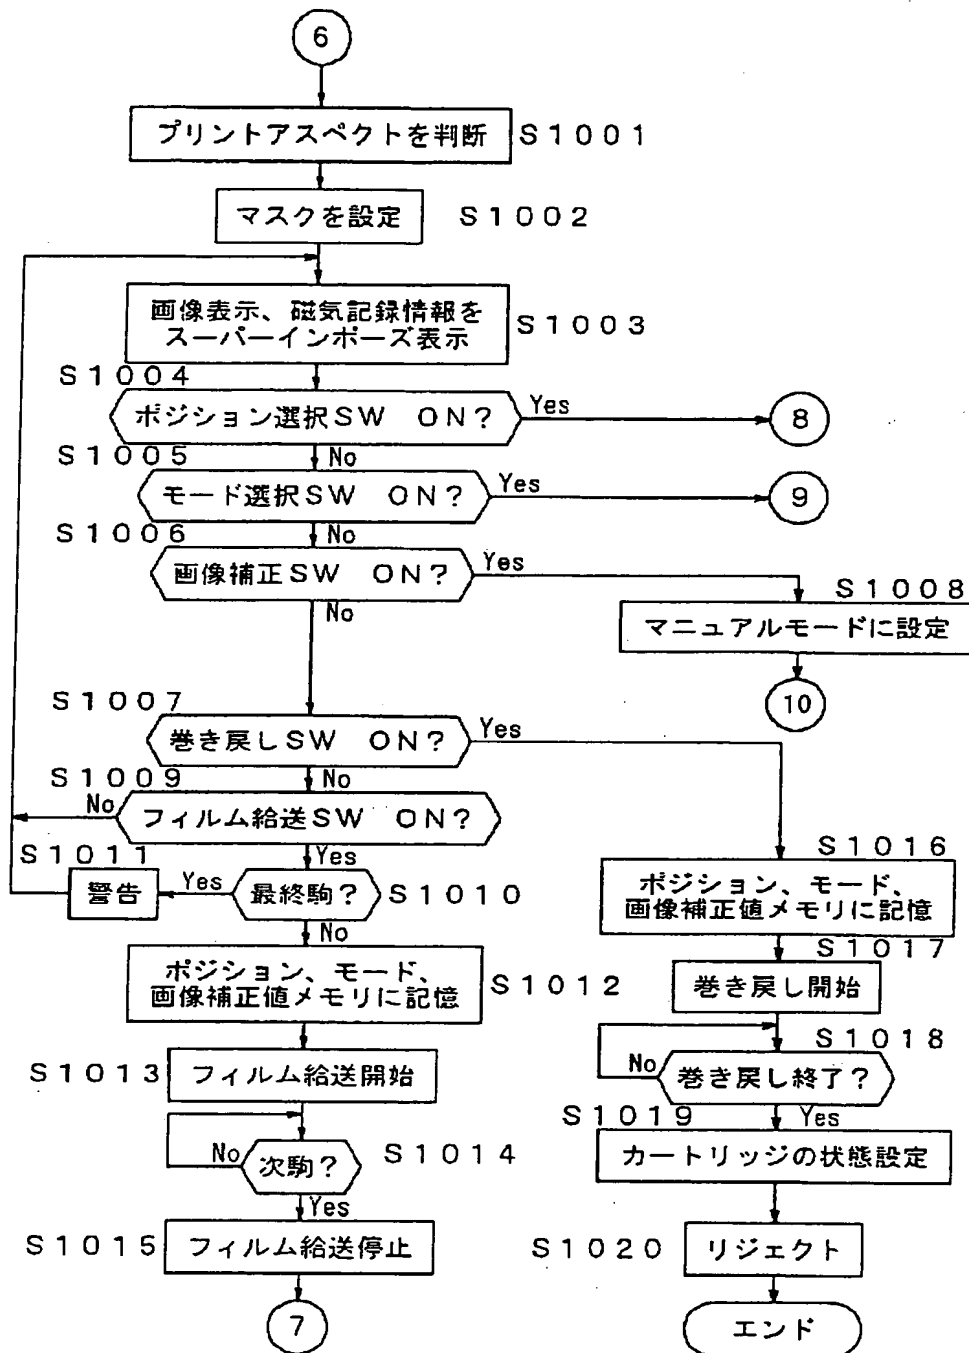 6
プリントアスペクトを判断 S1001
マスクを設定 S1002
画像表示、磁気記録情報を
スーパーインポーズ表示
S1003
S1004
ポジション選択SW ON?
Yes
8
No
S1005
モード選択SW ON?
Yes
9
No
S1006
画像補正SW ON?
Yes
No
S1008
マニュアルモードに設定
10
S1007
巻き戻しSW ON?
Yes
No
S1009
No
フィルム給送SW ON?
Yes
S1011
警告
Yes
最終駒?
S1010
No
ポジション、モード、
画像補正値メモリに記憶
S1012
S1013
フィルム給送開始
No
次駒?
S1014
Yes
S1015
フィルム給送停止
7
S1016
ポジション、モード、
画像補正値メモリに記憶
S1017
巻き戻し開始
S1018
No
巻き戻し終了?
S1019
Yes
カートリッジの状態設定
S1020
リジェクト
エンド